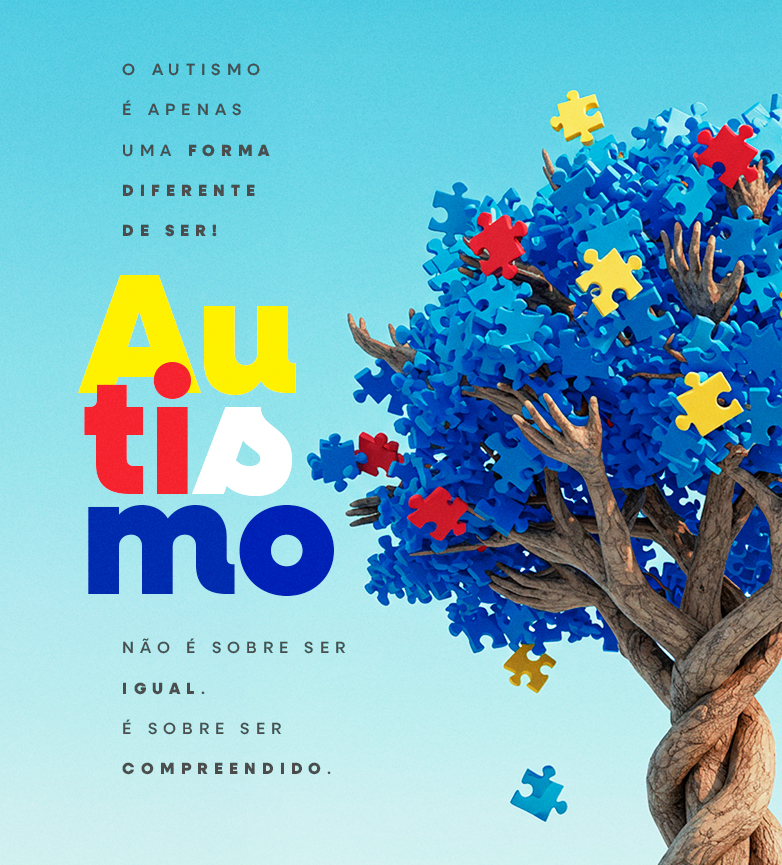 O AUTISMO
É APENAS
UMA FORMA
DIFERENTE
DE SER!
Au
tis
mo
NÃO É SOBRE SER
IGUAL.
É SOBRE SER
COMPREENDIDO.